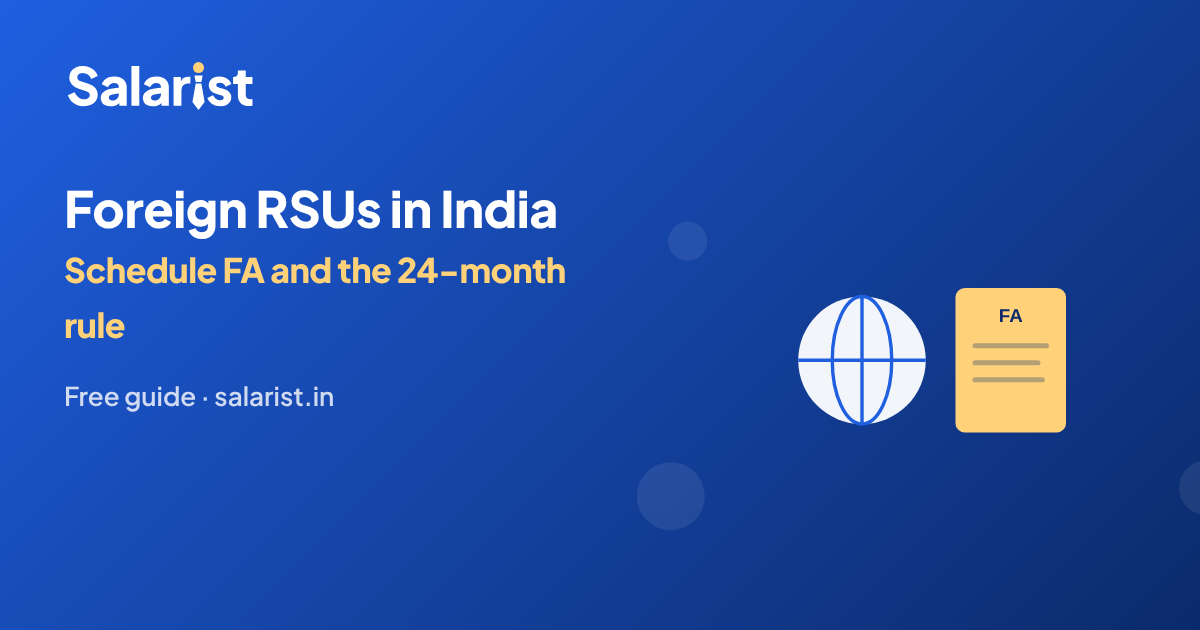 Salarist
Foreign RSUs in India
Schedule FA and the 24-month
rule
Free guide · salarist.in
FA